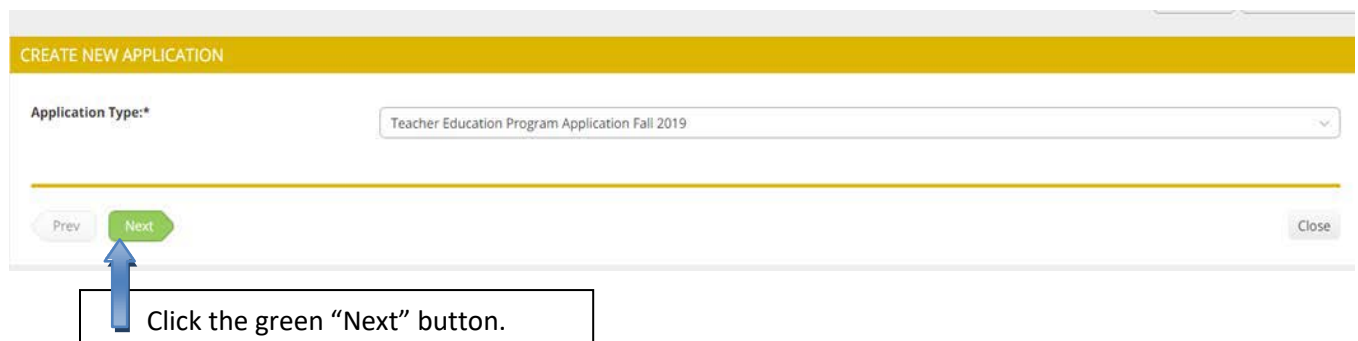 CREATE NEW APPLICATION
Application Type:*
Teacher Education Program Application Fall 2019
Prev Next Close
Click the green “Next” button.